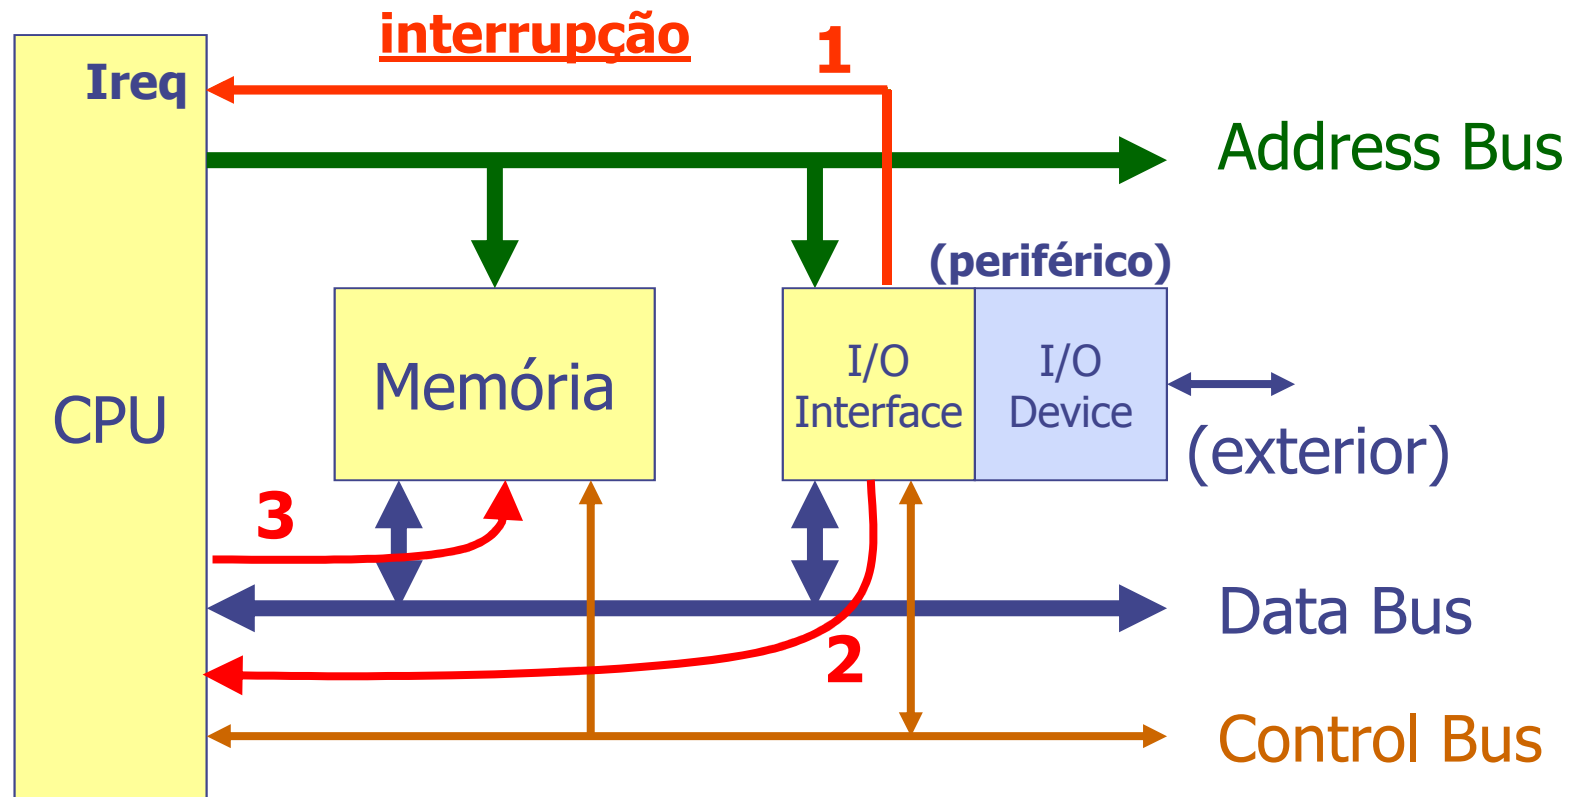 interrupção
1
Ireq
Address Bus
(periférico)
I/O
Interface
I/O
Device
Memória
CPU
(exterior)
3
Data Bus
2
Control Bus